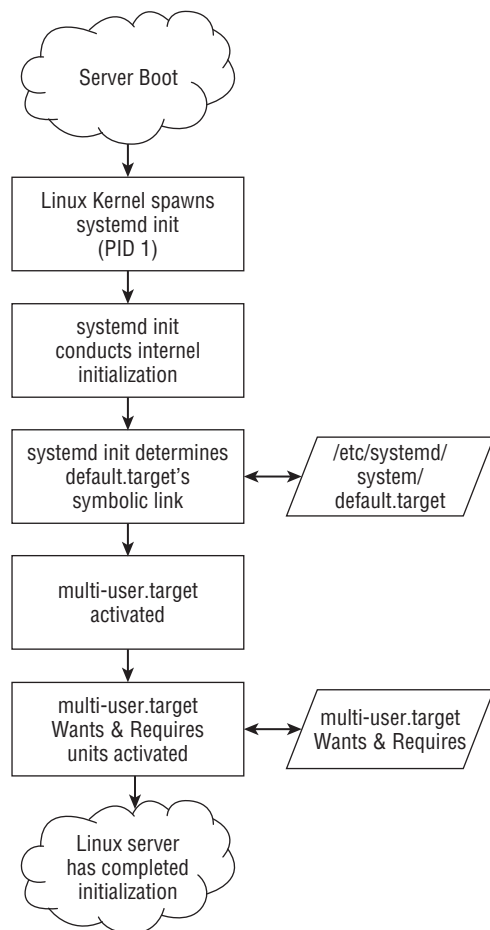 Server Boot
Linux Kernel spawns
systemd init
(PID 1)
systemd init
conducts internel
initialization
systemd init determines
default.target's
symbolic link
/etc/systemd/
system/
default.target
multi-user.target
activated
multi-user.target
Wants & Requires
units activated
multi-user.target
Wants & Requires
Linux server
has completed
initialization